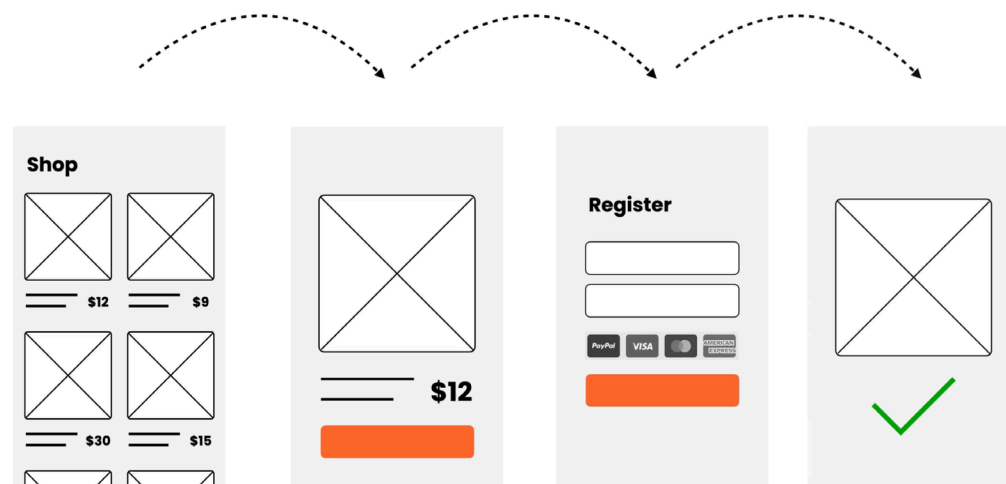 Shop
$12 $9
$30 $15
$12
Register
PayPal VISA AMERICAN
EXPRESS